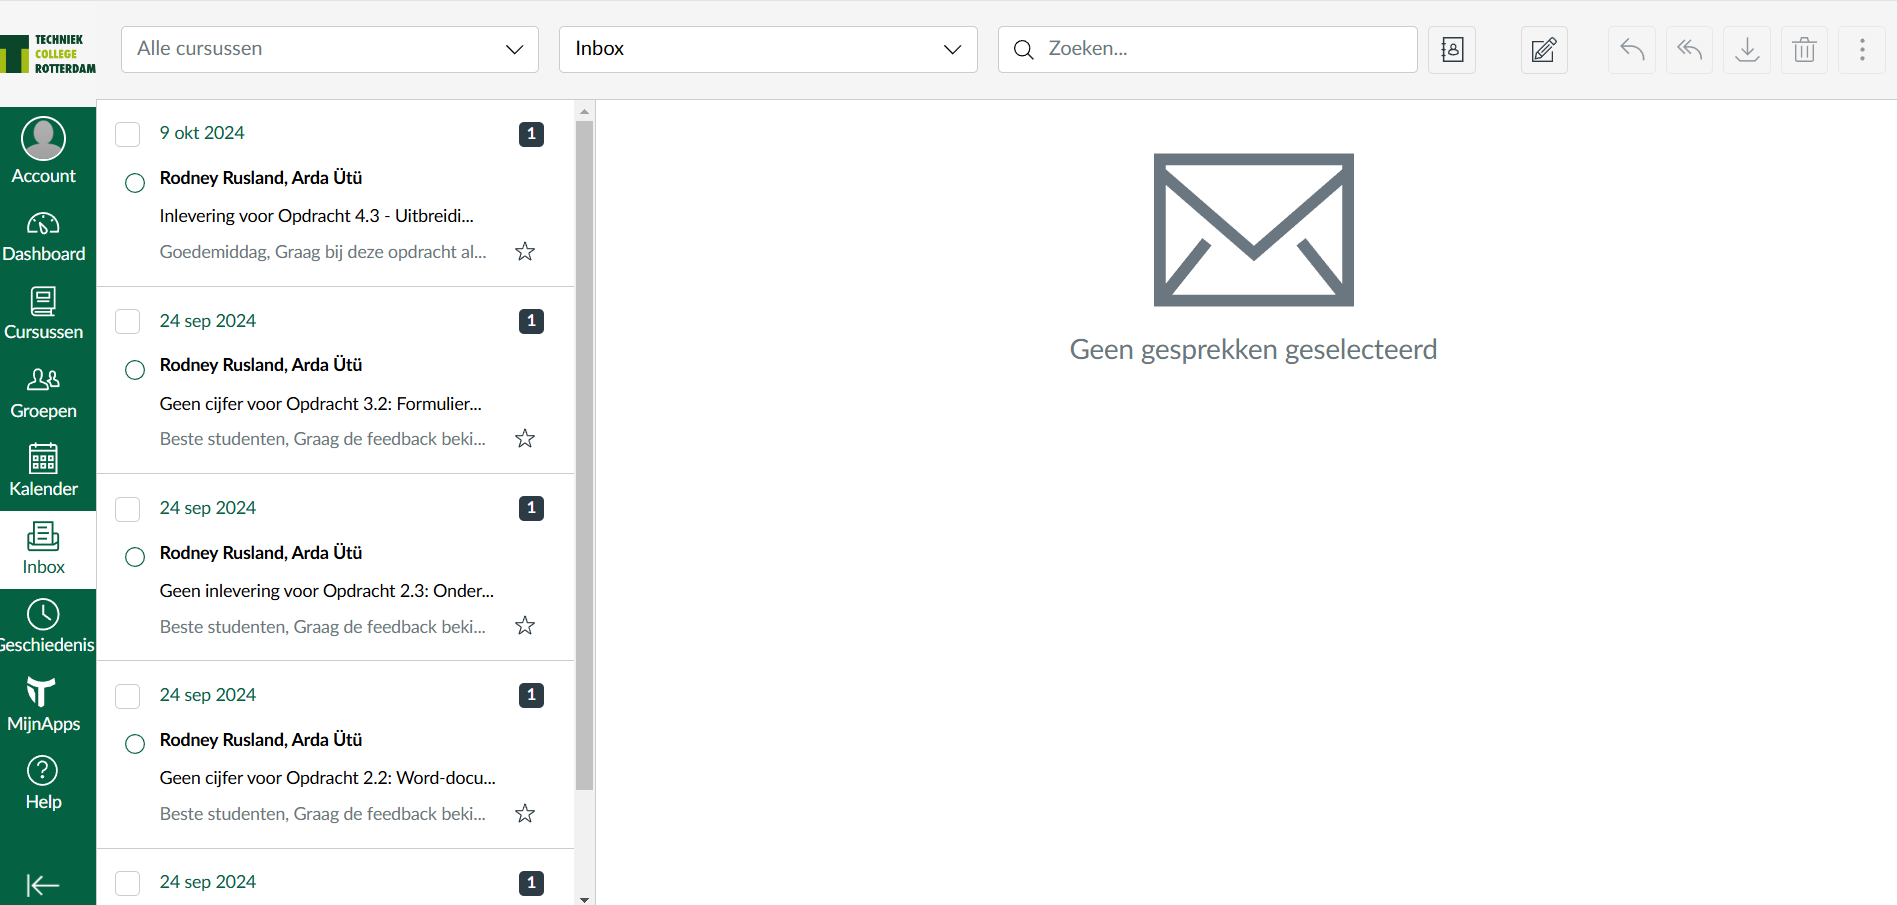 TECHNIEK
COLLEGE
ROTTERDAM
Alle cursussen
Inbox
Zoeken...
Account
Dashboard
Cursussen
Groepen
Kalender
Inbox
Geschiedenis
MijnApps
Help
9 okt 2024 1
Rodney Rusland, Arda Ütü
Inlevering voor Opdracht 4.3 - Uitbreidi...
Goedemiddag, Graag bij deze opdracht al...
24 sep 2024 1
Rodney Rusland, Arda Ütü
Geen cijfer voor Opdracht 3.2: Formulier...
Beste studenten, Graag de feedback beki...
24 sep 2024 1
Rodney Rusland, Arda Ütü
Geen inlevering voor Opdracht 2.3: Onder...
Beste studenten, Graag de feedback beki...
24 sep 2024 1
Rodney Rusland, Arda Ütü
Geen cijfer voor Opdracht 2.2: Word-docu...
Beste studenten, Graag de feedback beki...
24 sep 2024 1
Geen gesprekken geselecteerd